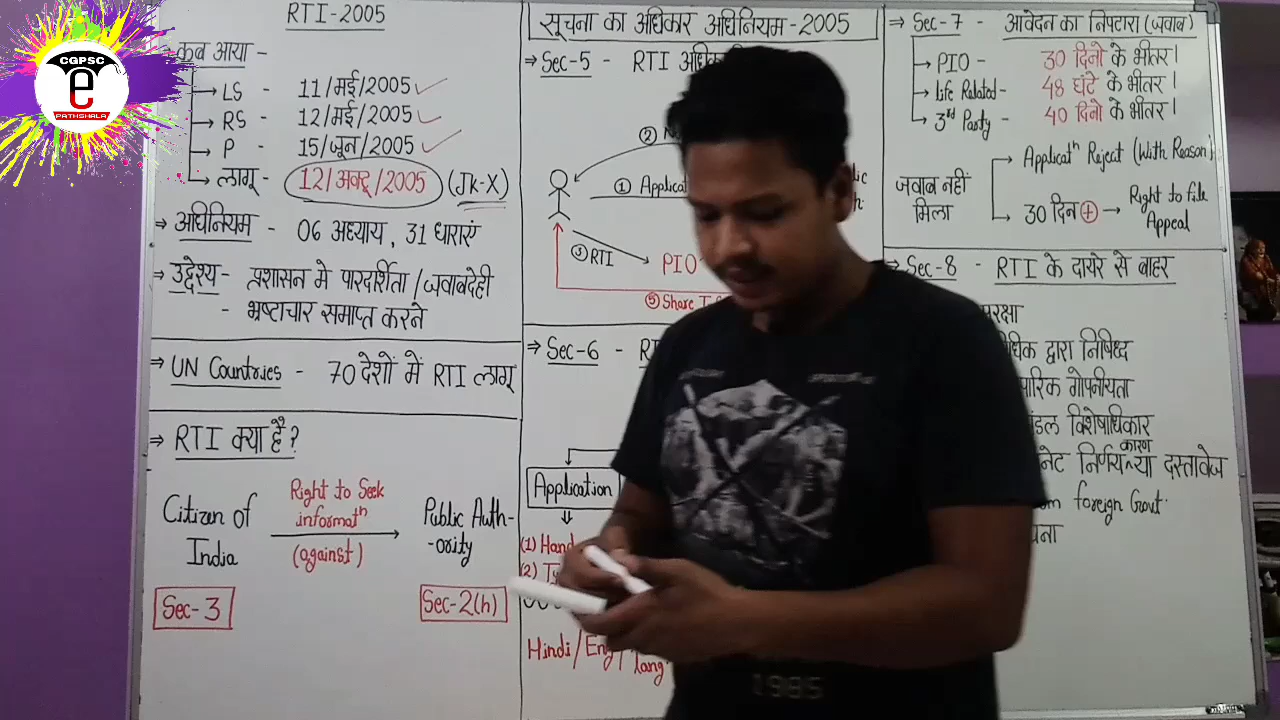 CGPSC
e
PATHSHALA
RTI-2005
⇒ कब आया -
→ LS - 11/मई/2005 ✓
→ RS - 12/मई/2005 ✓
→ P - 15/जून/2005 ✓
→ लागू - 12/अक्टू/2005 (JK-X)
⇒ अधिनियम - 06 अध्याय, 31 धाराएं
⇒ उद्देश्य - प्रशासन मे पारदर्शिता/जवाबदेही
- भ्रष्टाचार समाप्त करने
⇒ UN Countries - 70 देशों में RTI लागू
⇒ RTI क्या है?
Citizen of India
Right to Seek informatⁿ (against)
Public Auth-ority
Sec-3
Sec-2(h)
सूचना का अधिकार अधिनियम-2005
⇒ Sec-5 - RTI
②
① Applicat
③ RTI
PIO
⑤ Share
⇒ Sec-6 -
Application
⇓
(1) Hand
(2)
Hindi/Eng/
lang
⇒ Sec-7 - आवेदन का निपटारा (जवाब)
→ PIO - 30 दिनो के भीतर।
→ life Related - 48 घंटे के भीतर।
→ 3rd Party - 40 दिनो के भीतर।
जवाब नहीं मिला
→ Applicatⁿ Reject (With Reason)
→ 30 दिन ⊕ → Right to file Appeal
Sec-8 - RTI के दायरे से बाहर
द्वारा निषिध्द
गोपनीयता
विशेषाधिकार
निर्णय कारण या दस्तावेज
foreign Govt.
1985